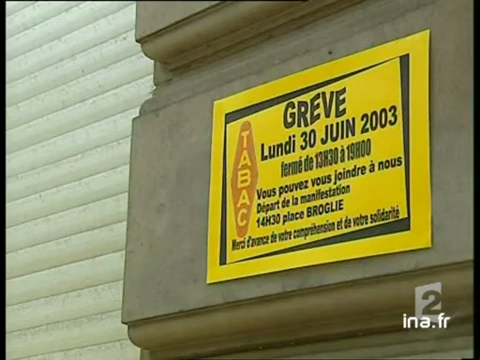 GREVE
Lundi 30 JUIN 2003
fermé de 13H30 à 19H00
Vous pouvez vous joindre à nous
Départ de la manifestation
14H30 place BROGLIE
Merci d'avance de votre compréhension et de votre solidarité
TABAC
2
ina.fr